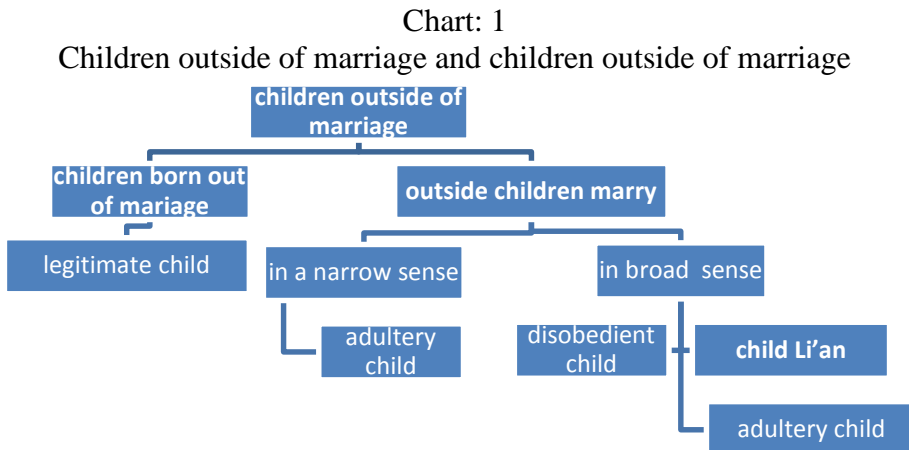 Chart: 1
Children outside of marriage and children outside of marriage
children outside of
marriage
children born out
of mariage
outside children marry
legitimate child
in a narrow sense
in broad sense
adultery
child
disobedient
child
child Li'an
adultery child